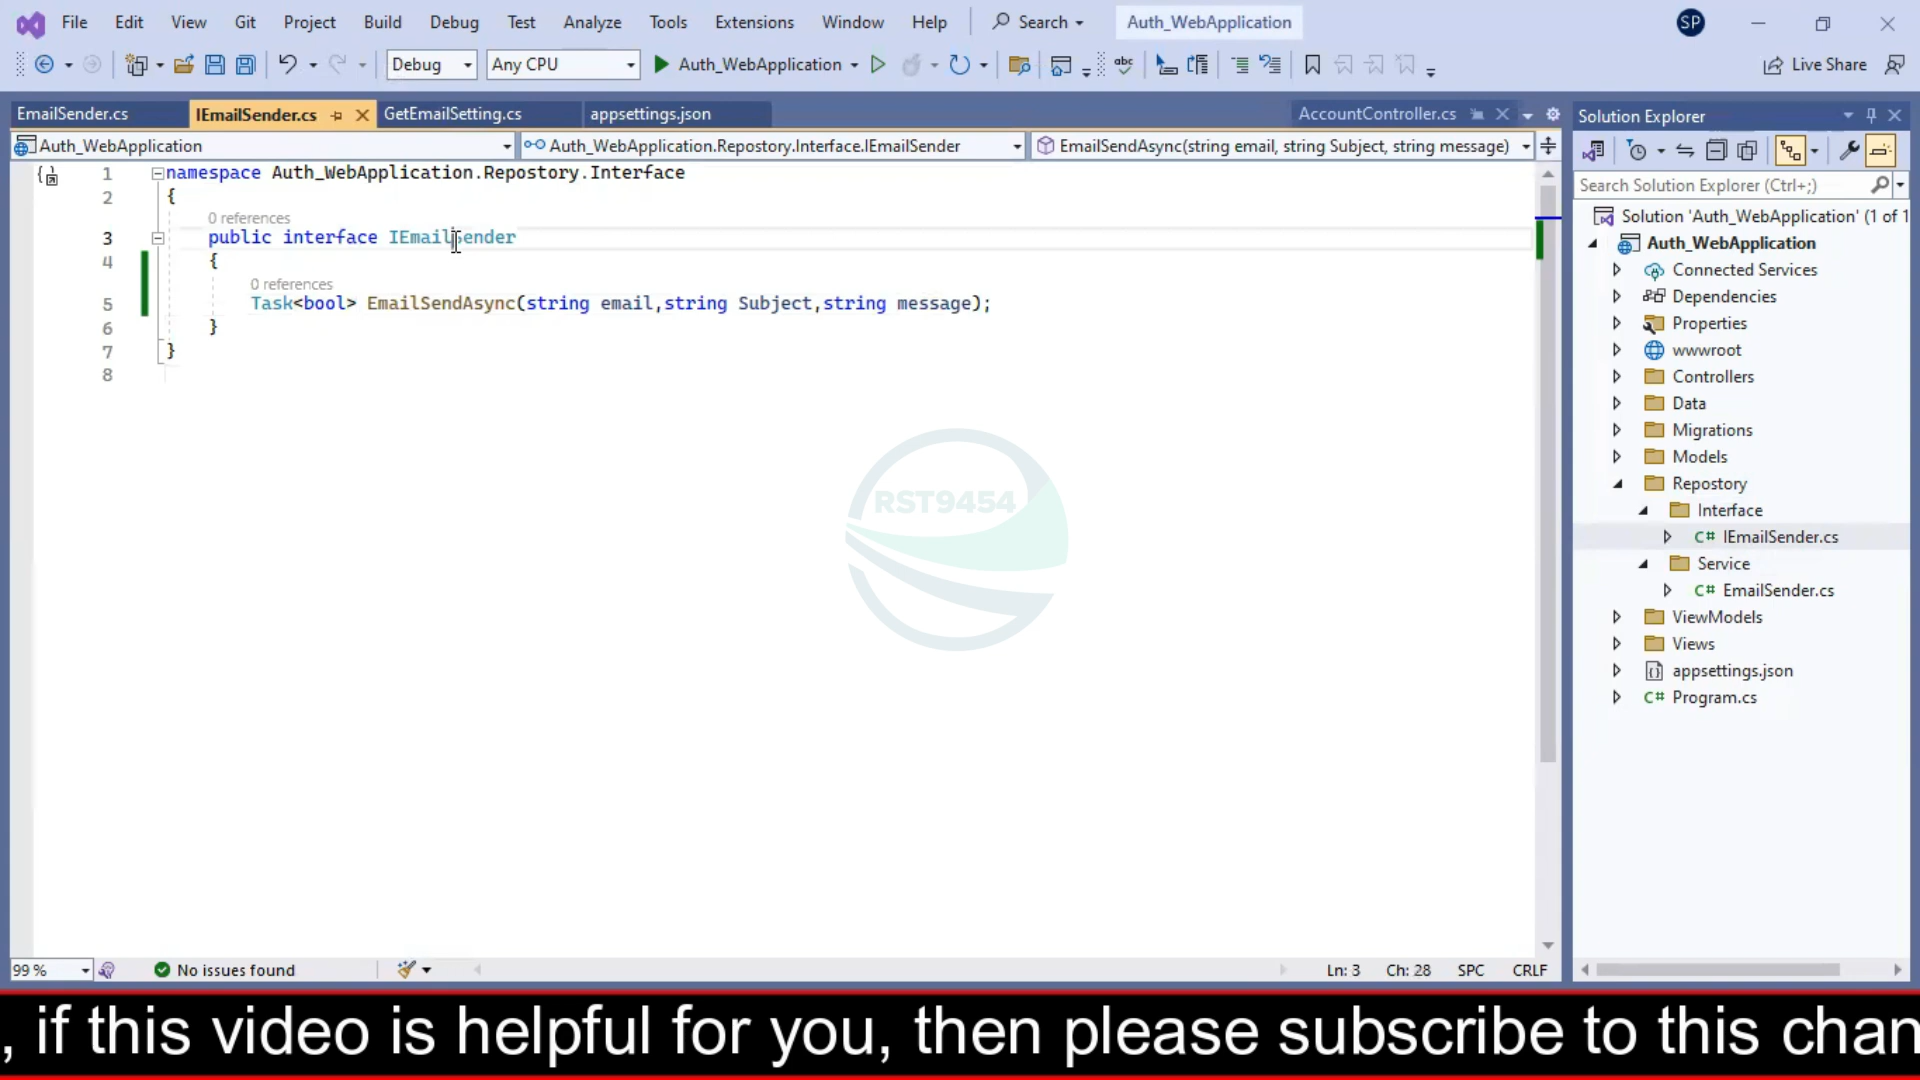 File Edit View Git Project Build Debug Test Analyze Tools Extensions Window Help Search Auth_WebApplication SP
Debug Any CPU Auth_WebApplication Live Share
EmailSender.cs IEmailSender.cs GetEmailSetting.cs appsettings.json AccountController.cs
Auth_WebApplication Auth_WebApplication.Repostory.Interface.IEmailSender EmailSendAsync(string email, string Subject, string message)
1 namespace Auth_WebApplication.Repostory.Interface
2 {
0 references
3 public interface IEmailSender
4 {
0 references
5 Task<bool> EmailSendAsync(string email,string Subject,string message);
6 }
7 }
8
RST9454
99 % No issues found Ln: 3 Ch: 28 SPC CRLF
Solution Explorer
Search Solution Explorer (Ctrl+;)
Solution 'Auth_WebApplication' (1 of 1
Auth_WebApplication
Connected Services
Dependencies
Properties
wwwroot
Controllers
Data
Migrations
Models
Repostory
Interface
C# IEmailSender.cs
Service
C# EmailSender.cs
ViewModels
Views
appsettings.json
C# Program.cs
, if this video is helpful for you, then please subscribe to this chan